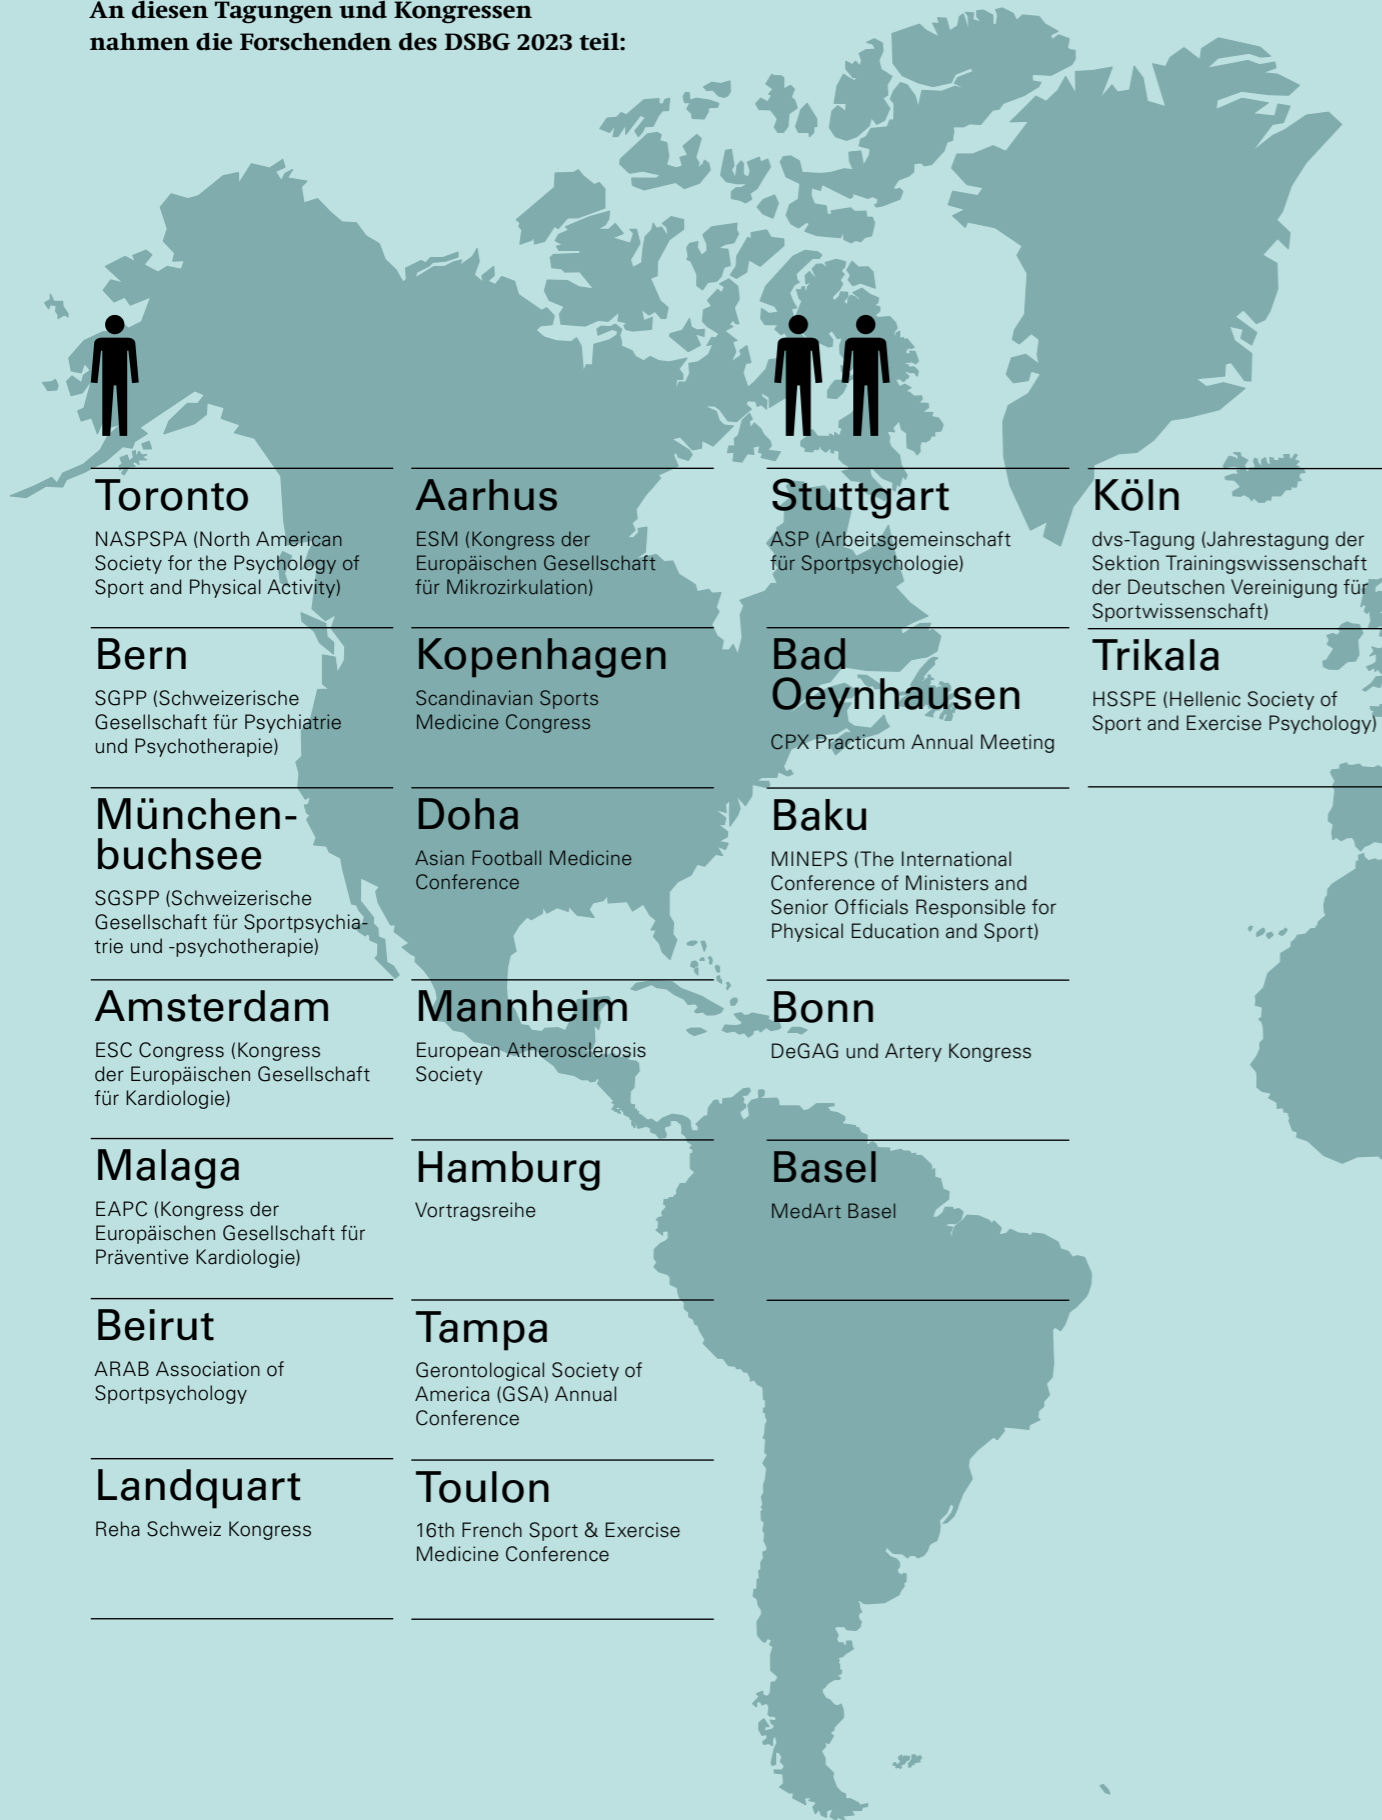 An diesen Tagungen und Kongressen
nahmen die Forschenden des DSBG 2023 teil:
Toronto
NASPSPA (North American
Society for the Psychology of
Sport and Physical Activity)
Bern
SGPP (Schweizerische
Gesellschaft für Psychiatrie
und Psychotherapie)
München-
buchsee
SGSPP (Schweizerische
Gesellschaft für Sportpsychia-
trie und -psychotherapie)
Amsterdam
ESC Congress (Kongress
der Europäischen Gesellschaft
für Kardiologie)
Malaga
EAPC (Kongress der
Europäischen Gesellschaft für
Präventive Kardiologie)
Beirut
ARAB Association of
Sportpsychology
Landquart
Reha Schweiz Kongress
Aarhus
ESM (Kongress der
Europäischen Gesellschaft
für Mikrozirkulation)
Kopenhagen
Scandinavian Sports
Medicine Congress
Doha
Asian Football Medicine
Conference
Mannheim
European Atherosclerosis
Society
Hamburg
Vortragsreihe
Tampa
Gerontological Society of
America (GSA) Annual
Conference
Toulon
16th French Sport & Exercise
Medicine Conference
Stuttgart
ASP (Arbeitsgemeinschaft
für Sportpsychologie)
Bad
Oeynhausen
CPX Practicum Annual Meeting
Baku
MINEPS (The International
Conference of Ministers and
Senior Officials Responsible for
Physical Education and Sport)
Bonn
DeGAG und Artery Kongress
Basel
MedArt Basel
Köln
dvs-Tagung (Jahrestagung der
Sektion Trainingswissenschaft
der Deutschen Vereinigung für
Sportwissenschaft)
Trikala
HSSPE (Hellenic Society of
Sport and Exercise Psychology)